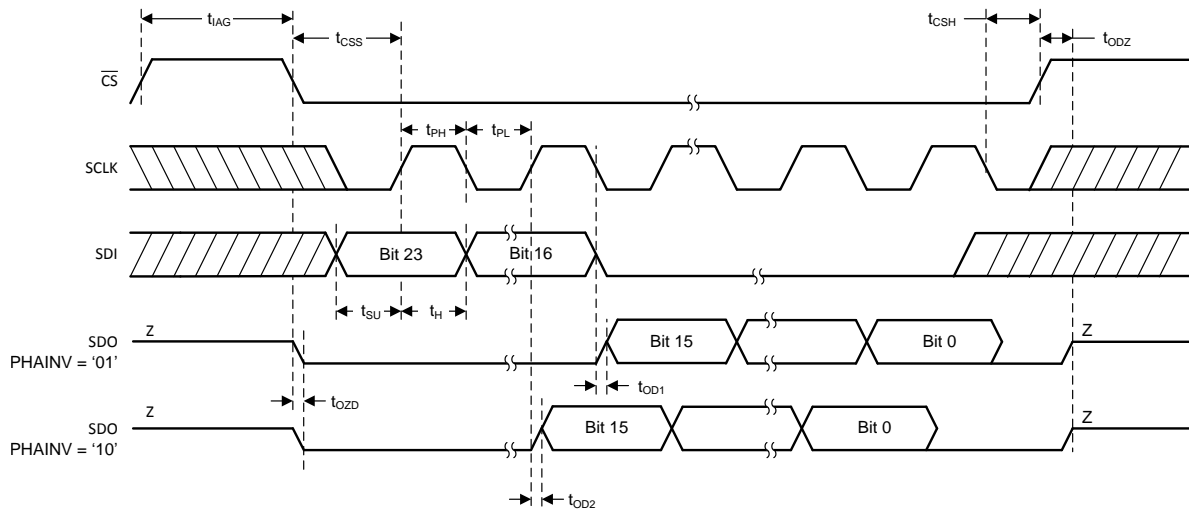 tIAG
tCSS
tCSH
tODZ
CS
tPH
tPL
SCLK
SDI
Bit 23
Bit 16
tSU
tH
SDO
PHAINV = ‘01’
Z
Bit 15
Bit 0
Z
tOZD
tOD1
SDO
PHAINV = ‘10’
Z
Bit 15
Bit 0
Z
tOD2